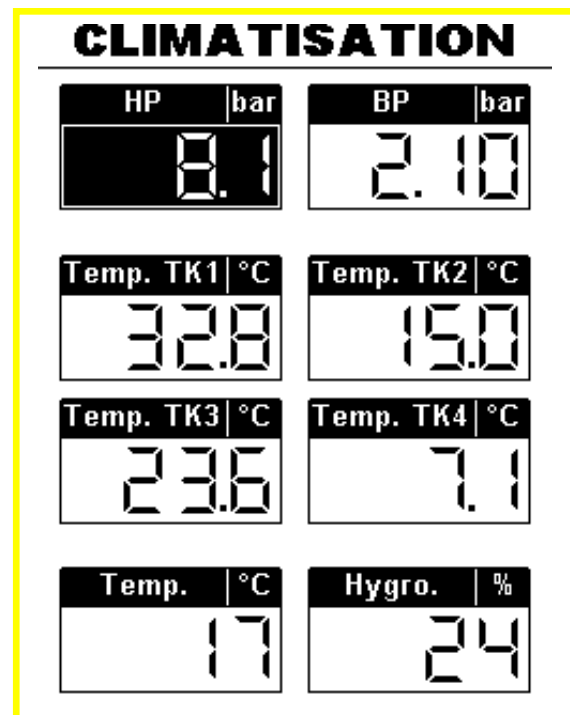 CLIMATISATION
HP bar BP bar
8.1 2.10
Temp. TK1 °C Temp. TK2 °C
32.8 15.0
Temp. TK3 °C Temp. TK4 °C
23.6 7.1
Temp. °C Hygro. %
17 24